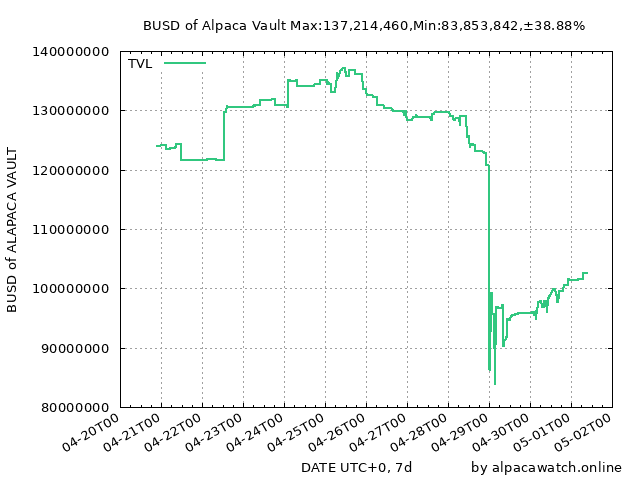 BUSD of Alpaca Vault Max:137,214,460,Min:83,853,842,±38.88%
TVL
140000000
130000000
120000000
110000000
100000000
90000000
80000000
BUSD of ALAPACA VAULT
04-20T00
04-21T00
04-22T00
04-23T00
04-24T00
04-25T00
04-26T00
04-27T00
04-28T00
04-29T00
04-30T00
05-01T00
05-02T00
DATE UTC+0, 7d
by alpacawatch.online